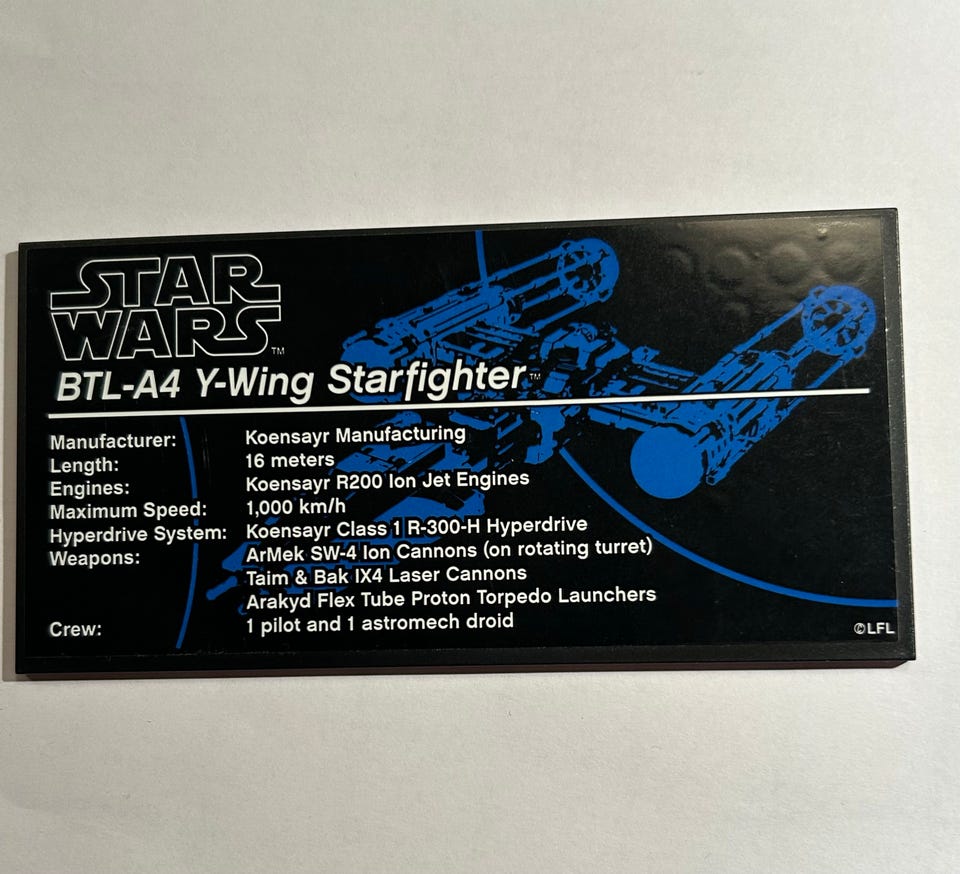 STAR
WARS™
BTL-A4 Y-Wing Starfighter™
Manufacturer: Koensayr Manufacturing
Length: 16 meters
Engines: Koensayr R200 Ion Jet Engines
Maximum Speed: 1,000 km/h
Hyperdrive System: Koensayr Class 1 R-300-H Hyperdrive
Weapons: ArMek SW-4 Ion Cannons (on rotating turret)
Taim & Bak IX4 Laser Cannons
Arakyd Flex Tube Proton Torpedo Launchers
Crew: 1 pilot and 1 astromech droid
©LFL